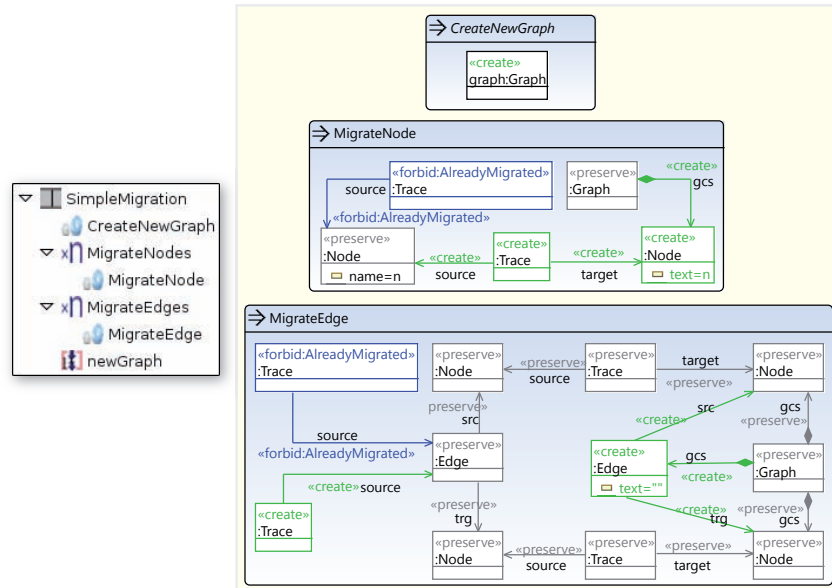 SimpleMigration
CreateNewGraph
MigrateNodes
MigrateNode
MigrateEdges
MigrateEdge
newGraph
CreateNewGraph
«create»
graph:Graph
MigrateNode
«forbid:AlreadyMigrated»
:Trace
«preserve»
:Graph
«create»
gcs
source
«forbid:AlreadyMigrated»
«preserve»
:Node
name=n
«create»
source
«create»
:Trace
«create»
target
«create»
:Node
text=n
MigrateEdge
«forbid:AlreadyMigrated»
:Trace
«preserve»
:Node
«preserve»
source
«preserve»
:Trace
target
«preserve»
«preserve»
:Node
preserve»
src
src
gcs
«preserve»
«create»
source
«forbid:AlreadyMigrated»
«preserve»
:Edge
«create»
:Edge
text=""
gcs
«create»
«preserve»
:Graph
«create»source
«create»
:Trace
«preserve»
trg
«create»
trg
«preserve»
gcs
«preserve»
:Node
«preserve»
source
«preserve»
:Trace
«preserve»
target
«preserve»
:Node